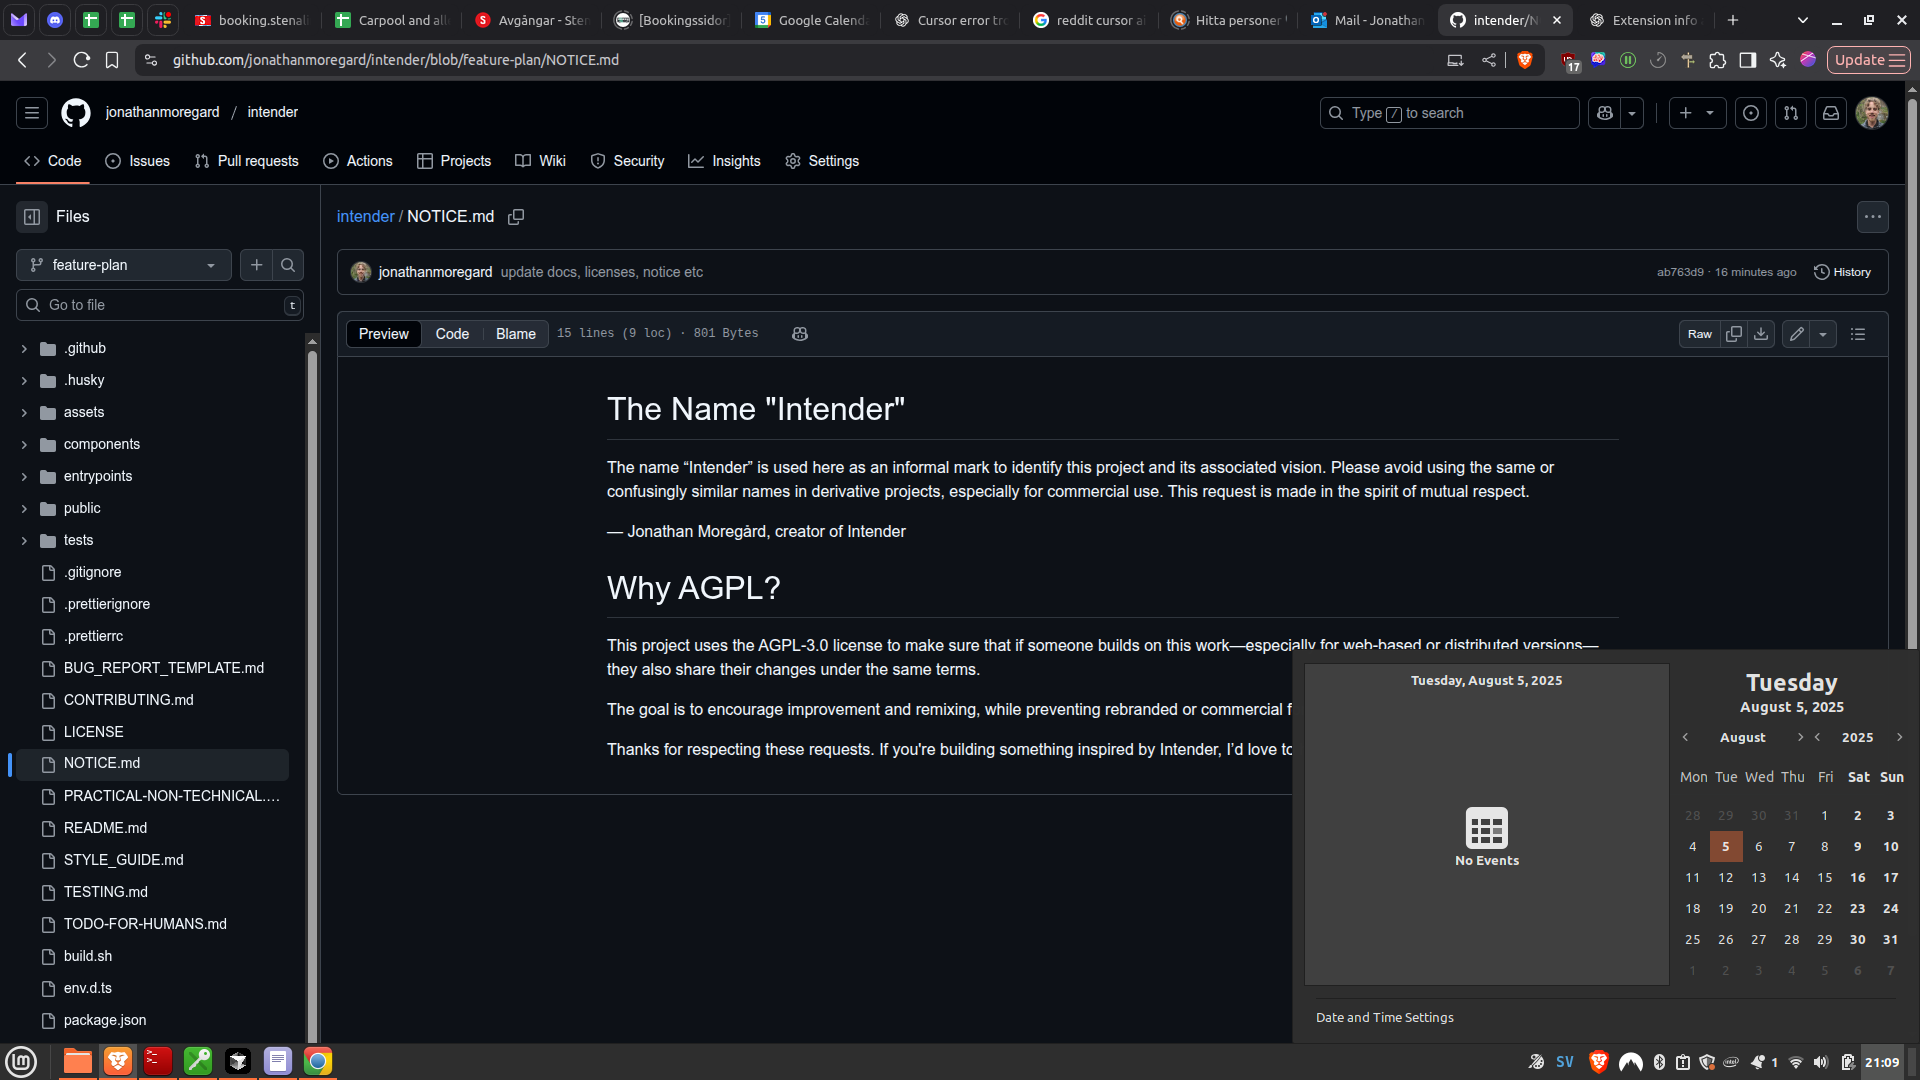 booking.stenali
Carpool and all
Avgångar - Sten
[Bookingssidor
Google Calenda
Cursor error tro
reddit cursor ai
Hitta personer
Mail - Jonathan
intender/N
Extension info
github.com/jonathanmoregard/intender/blob/feature-plan/NOTICE.md
17
Update
jonathanmoregard / intender
Type / to search
Code
Issues
Pull requests
Actions
Projects
Wiki
Security
Insights
Settings
Files
feature-plan
Go to file
t
.github
.husky
assets
components
entrypoints
public
tests
.gitignore
.prettierignore
.prettierrc
BUG_REPORT_TEMPLATE.md
CONTRIBUTING.md
LICENSE
NOTICE.md
PRACTICAL-NON-TECHNICAL....
README.md
STYLE_GUIDE.md
TESTING.md
TODO-FOR-HUMANS.md
build.sh
env.d.ts
package.json
intender / NOTICE.md
jonathanmoregard update docs, licenses, notice etc
ab763d9 · 16 minutes ago
History
Preview
Code
Blame
15 lines (9 loc) · 801 Bytes
Raw
The Name "Intender"
The name “Intender” is used here as an informal mark to identify this project and its associated vision. Please avoid using the same or
confusingly similar names in derivative projects, especially for commercial use. This request is made in the spirit of mutual respect.
— Jonathan Moregård, creator of Intender
Why AGPL?
This project uses the AGPL-3.0 license to make sure that if someone builds on this work—especially for web-based or distributed versions—
they also share their changes under the same terms.
The goal is to encourage improvement and remixing, while preventing rebranded or commercial f
Thanks for respecting these requests. If you're building something inspired by Intender, I’d love to
Tuesday, August 5, 2025
No Events
Tuesday
August 5, 2025
August
2025
Mon Tue Wed Thu Fri Sat Sun
28 29 30 31 1 2 3
4 5 6 7 8 9 10
11 12 13 14 15 16 17
18 19 20 21 22 23 24
25 26 27 28 29 30 31
1 2 3 4 5 6 7
Date and Time Settings
SV
1
21:09